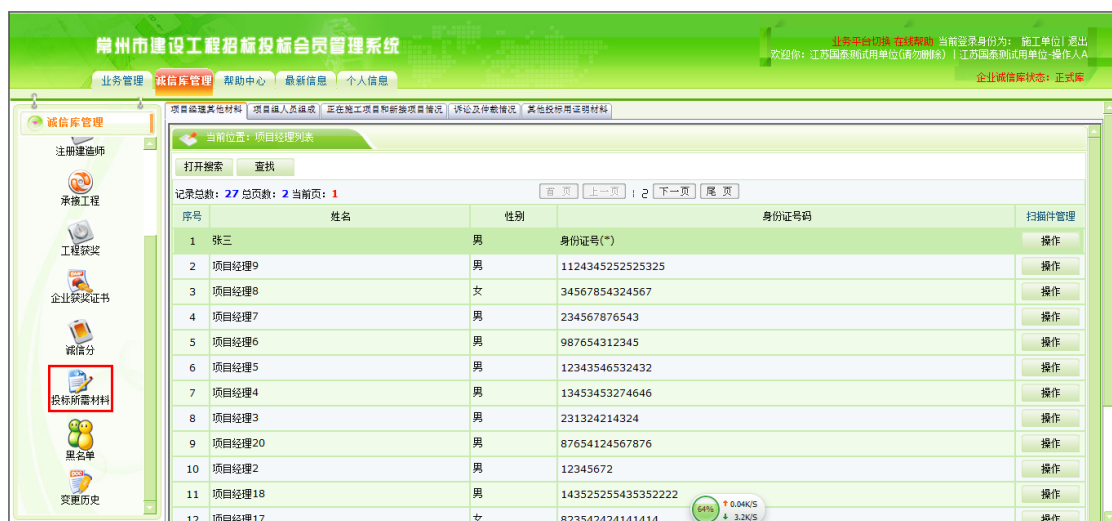 常州市建设工程招标投标会员管理系统
业务平台切换 在线帮助 当前登录身份为: 施工单位| 退出
欢迎你: 江苏国泰测试用单位(请勿删除) | 江苏国泰测试用单位-操作人A
业务管理 诚信库管理 帮助中心 最新信息 个人信息
企业诚信库状态: 正式库
诚信库管理
注册建造师
承接工程
工程获奖
企业获奖证书
诚信分
投标所需材料
黑名单
变更历史
项目经理其他材料 项目组人员组成 正在施工项目和新接项目情况 诉讼及仲裁情况 其他投标用证明材料
当前位置: 项目经理列表
打开搜索 查找
记录总数: 27 总页数: 2 当前页: 1
首 页 上一页 1 2 下一页 尾 页
序号 姓名 性别 身份证号码 扫描件管理
1 张三 男 身份证号(*) 操作
2 项目经理9 男 1124345252525325 操作
3 项目经理8 女 34567854324567 操作
4 项目经理7 男 234567876543 操作
5 项目经理6 男 987654312345 操作
6 项目经理5 男 12343546532432 操作
7 项目经理4 男 13453453274646 操作
8 项目经理3 男 231324214324 操作
9 项目经理20 男 87654124567876 操作
10 项目经理2 男 12345672 操作
11 项目经理18 男 143525255435352222 操作
12 项目经理17 女 823542424141414 操作
64% 0.04K/S
3.2K/S